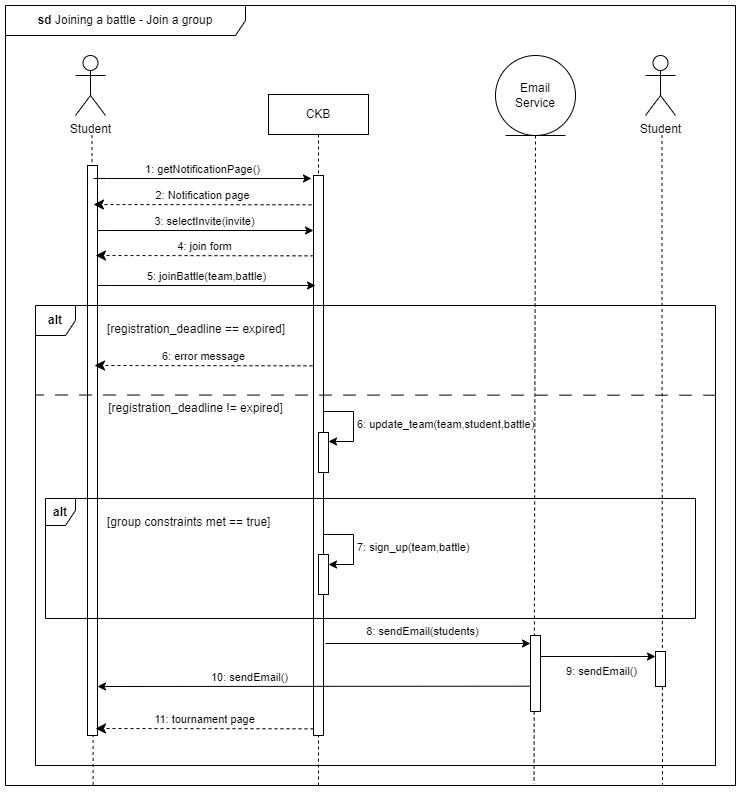 sd Joining a battle - Join a group
Student
CKB
Email
Service
Student
1: getNotificationPage()
2: Notification page
3: selectInvite(invite)
4: join form
5: joinBattle(team,battle)
alt
[registration_deadline == expired]
6: error message
[registration_deadline != expired]
6: update_team(team,student,battle)
alt
[group constraints met == true]
7: sign_up(team,battle)
8: sendEmail(students)
9: sendEmail()
10: sendEmail()
11: tournament page